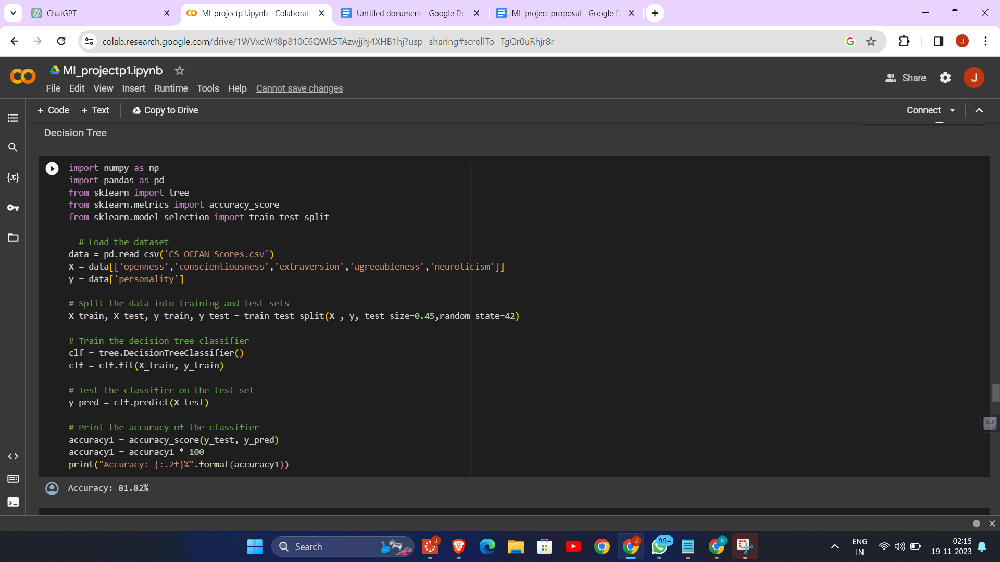 ChatGPT
Ml_projectp1.ipynb - Colaborat
Untitled document - Google Do
ML project proposal - Google D
colab.research.google.com/drive/1WVxcW48p810C6QWkSTAzwjjhj4XHB1hj?usp=sharing#scrollTo=TgOr0uRhjr8r
J
CO
Ml_projectp1.ipynb
Share
J
File Edit View Insert Runtime Tools Help Cannot save changes
+ Code + Text Copy to Drive
Connect
Decision Tree
{x}
import numpy as np
import pandas as pd
from sklearn import tree
from sklearn.metrics import accuracy_score
from sklearn.model_selection import train_test_split
# Load the dataset
data = pd.read_csv('CS_OCEAN_Scores.csv')
X = data[['openness','conscientiousness','extraversion','agreeableness','neuroticism']]
y = data['personality']
# Split the data into training and test sets
X_train, X_test, y_train, y_test = train_test_split(X , y, test_size=0.45,random_state=42)
# Train the decision tree classifier
clf = tree.DecisionTreeClassifier()
clf = clf.fit(X_train, y_train)
# Test the classifier on the test set
y_pred = clf.predict(X_test)
# Print the accuracy of the classifier
accuracy1 = accuracy_score(y_test, y_pred)
accuracy1 = accuracy1 * 100
print("Accuracy: {:.2f}%".format(accuracy1))
Accuracy: 81.82%
Search
J
J
99+
h
ENG
IN
02:15
19-11-2023